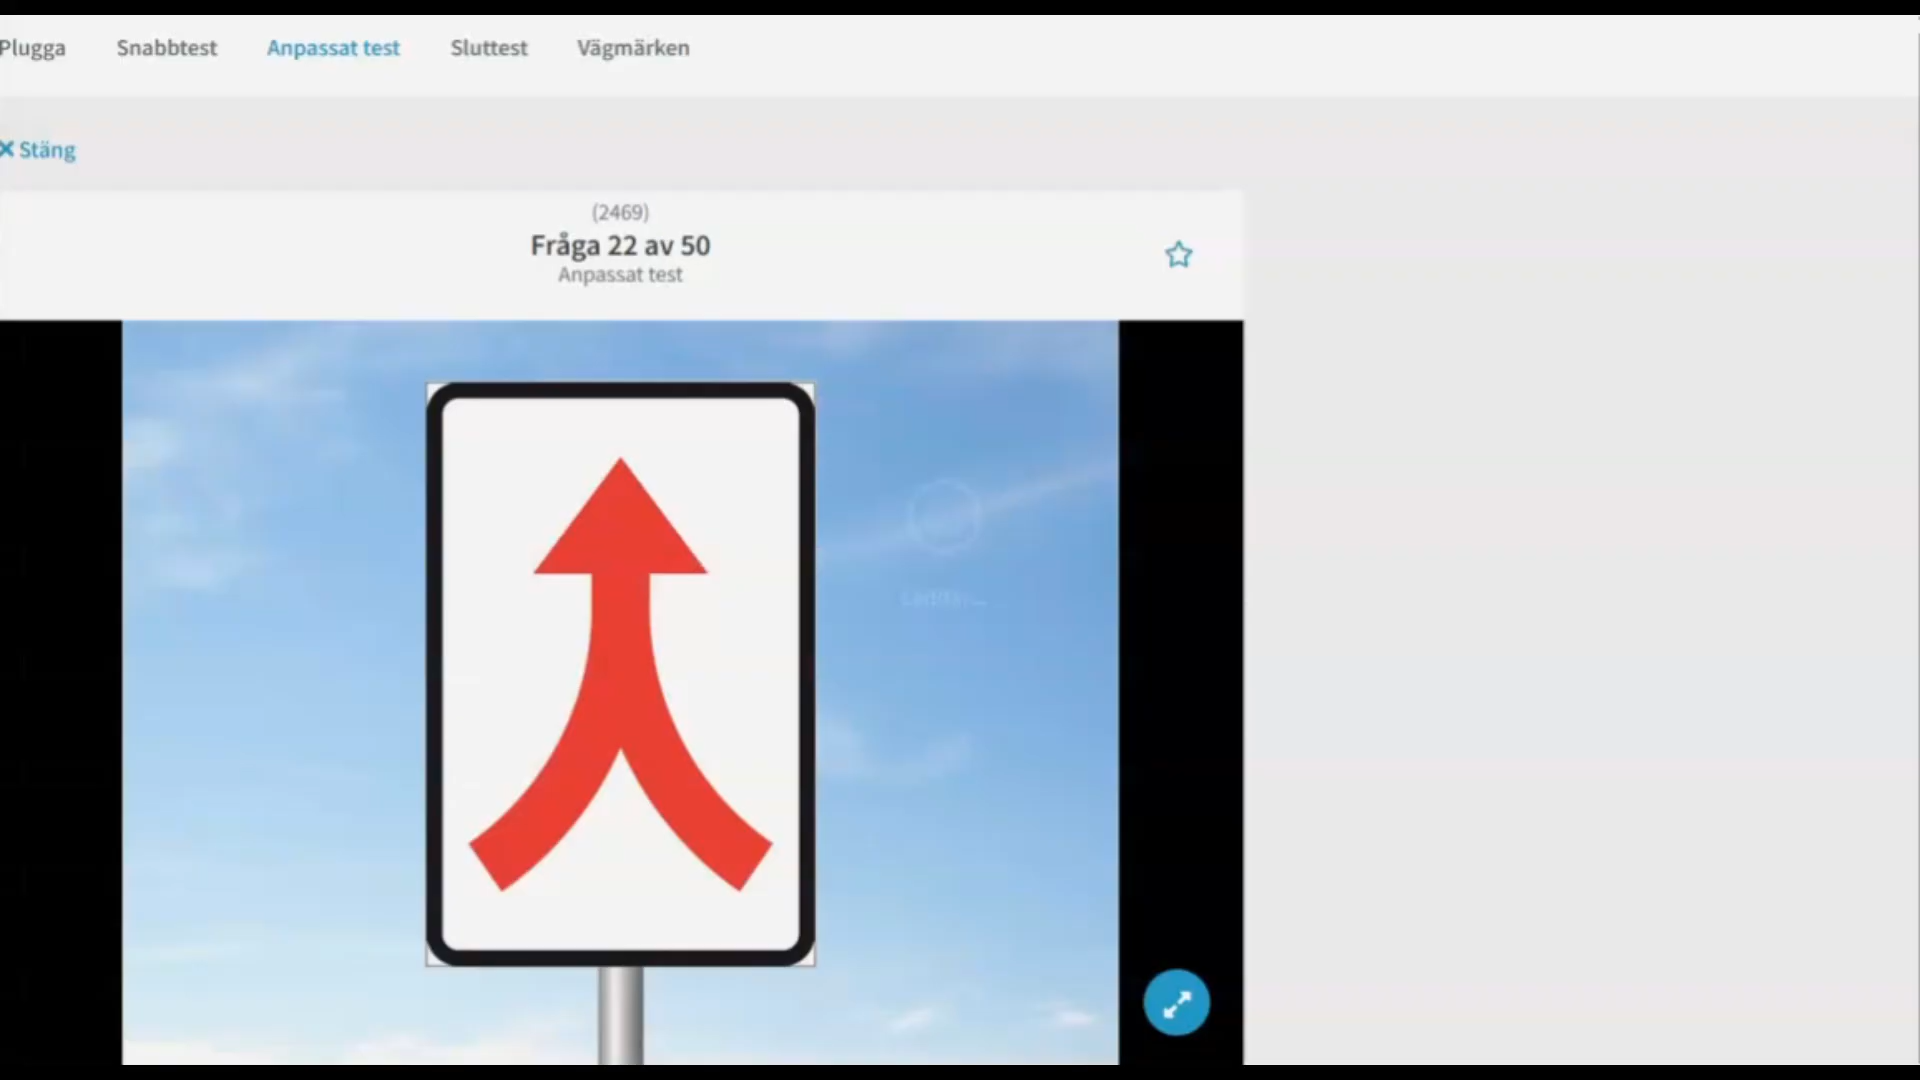 Plugga Snabbtest Anpassat test Sluttest Vägmärken
Stäng
(2469)
Fråga 22 av 50
Anpassat test